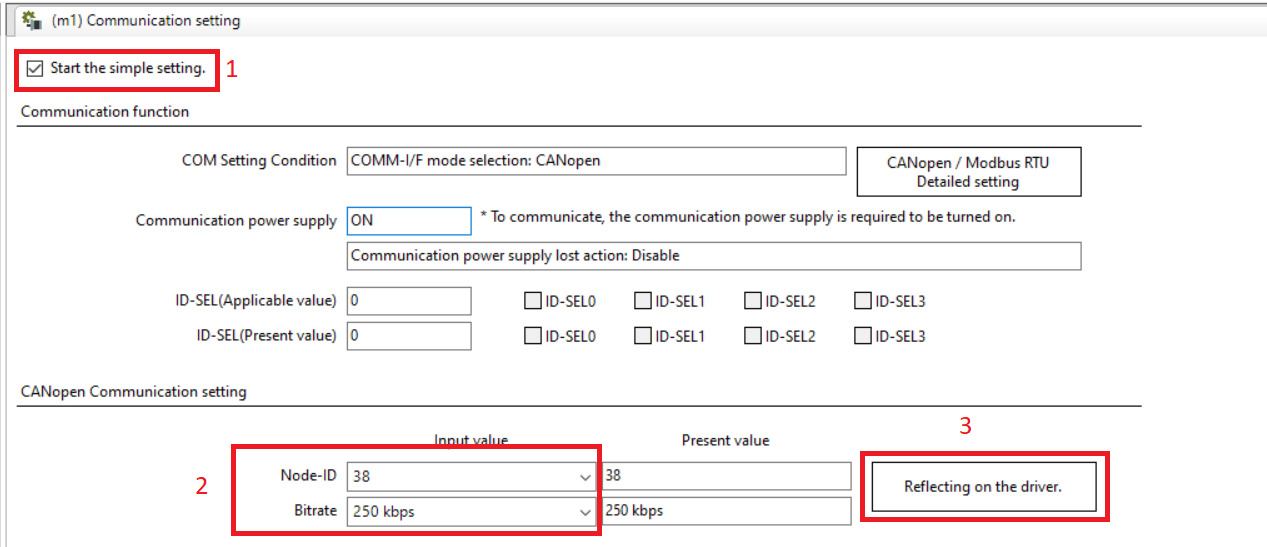 (m1) Communication setting
Start the simple setting. 1
Communication function
COM Setting Condition COMM-I/F mode selection: CANopen CANopen / Modbus RTU
Detailed setting
Communication power supply ON * To communicate, the communication power supply is required to be turned on.
Communication power supply lost action: Disable
ID-SEL(Applicable value) 0 ID-SEL0 ID-SEL1 ID-SEL2 ID-SEL3
ID-SEL(Present value) 0 ID-SEL0 ID-SEL1 ID-SEL2 ID-SEL3
CANopen Communication setting
3
Input value Present value
2
Node-ID 38 38
Reflecting on the driver.
Bitrate 250 kbps 250 kbps